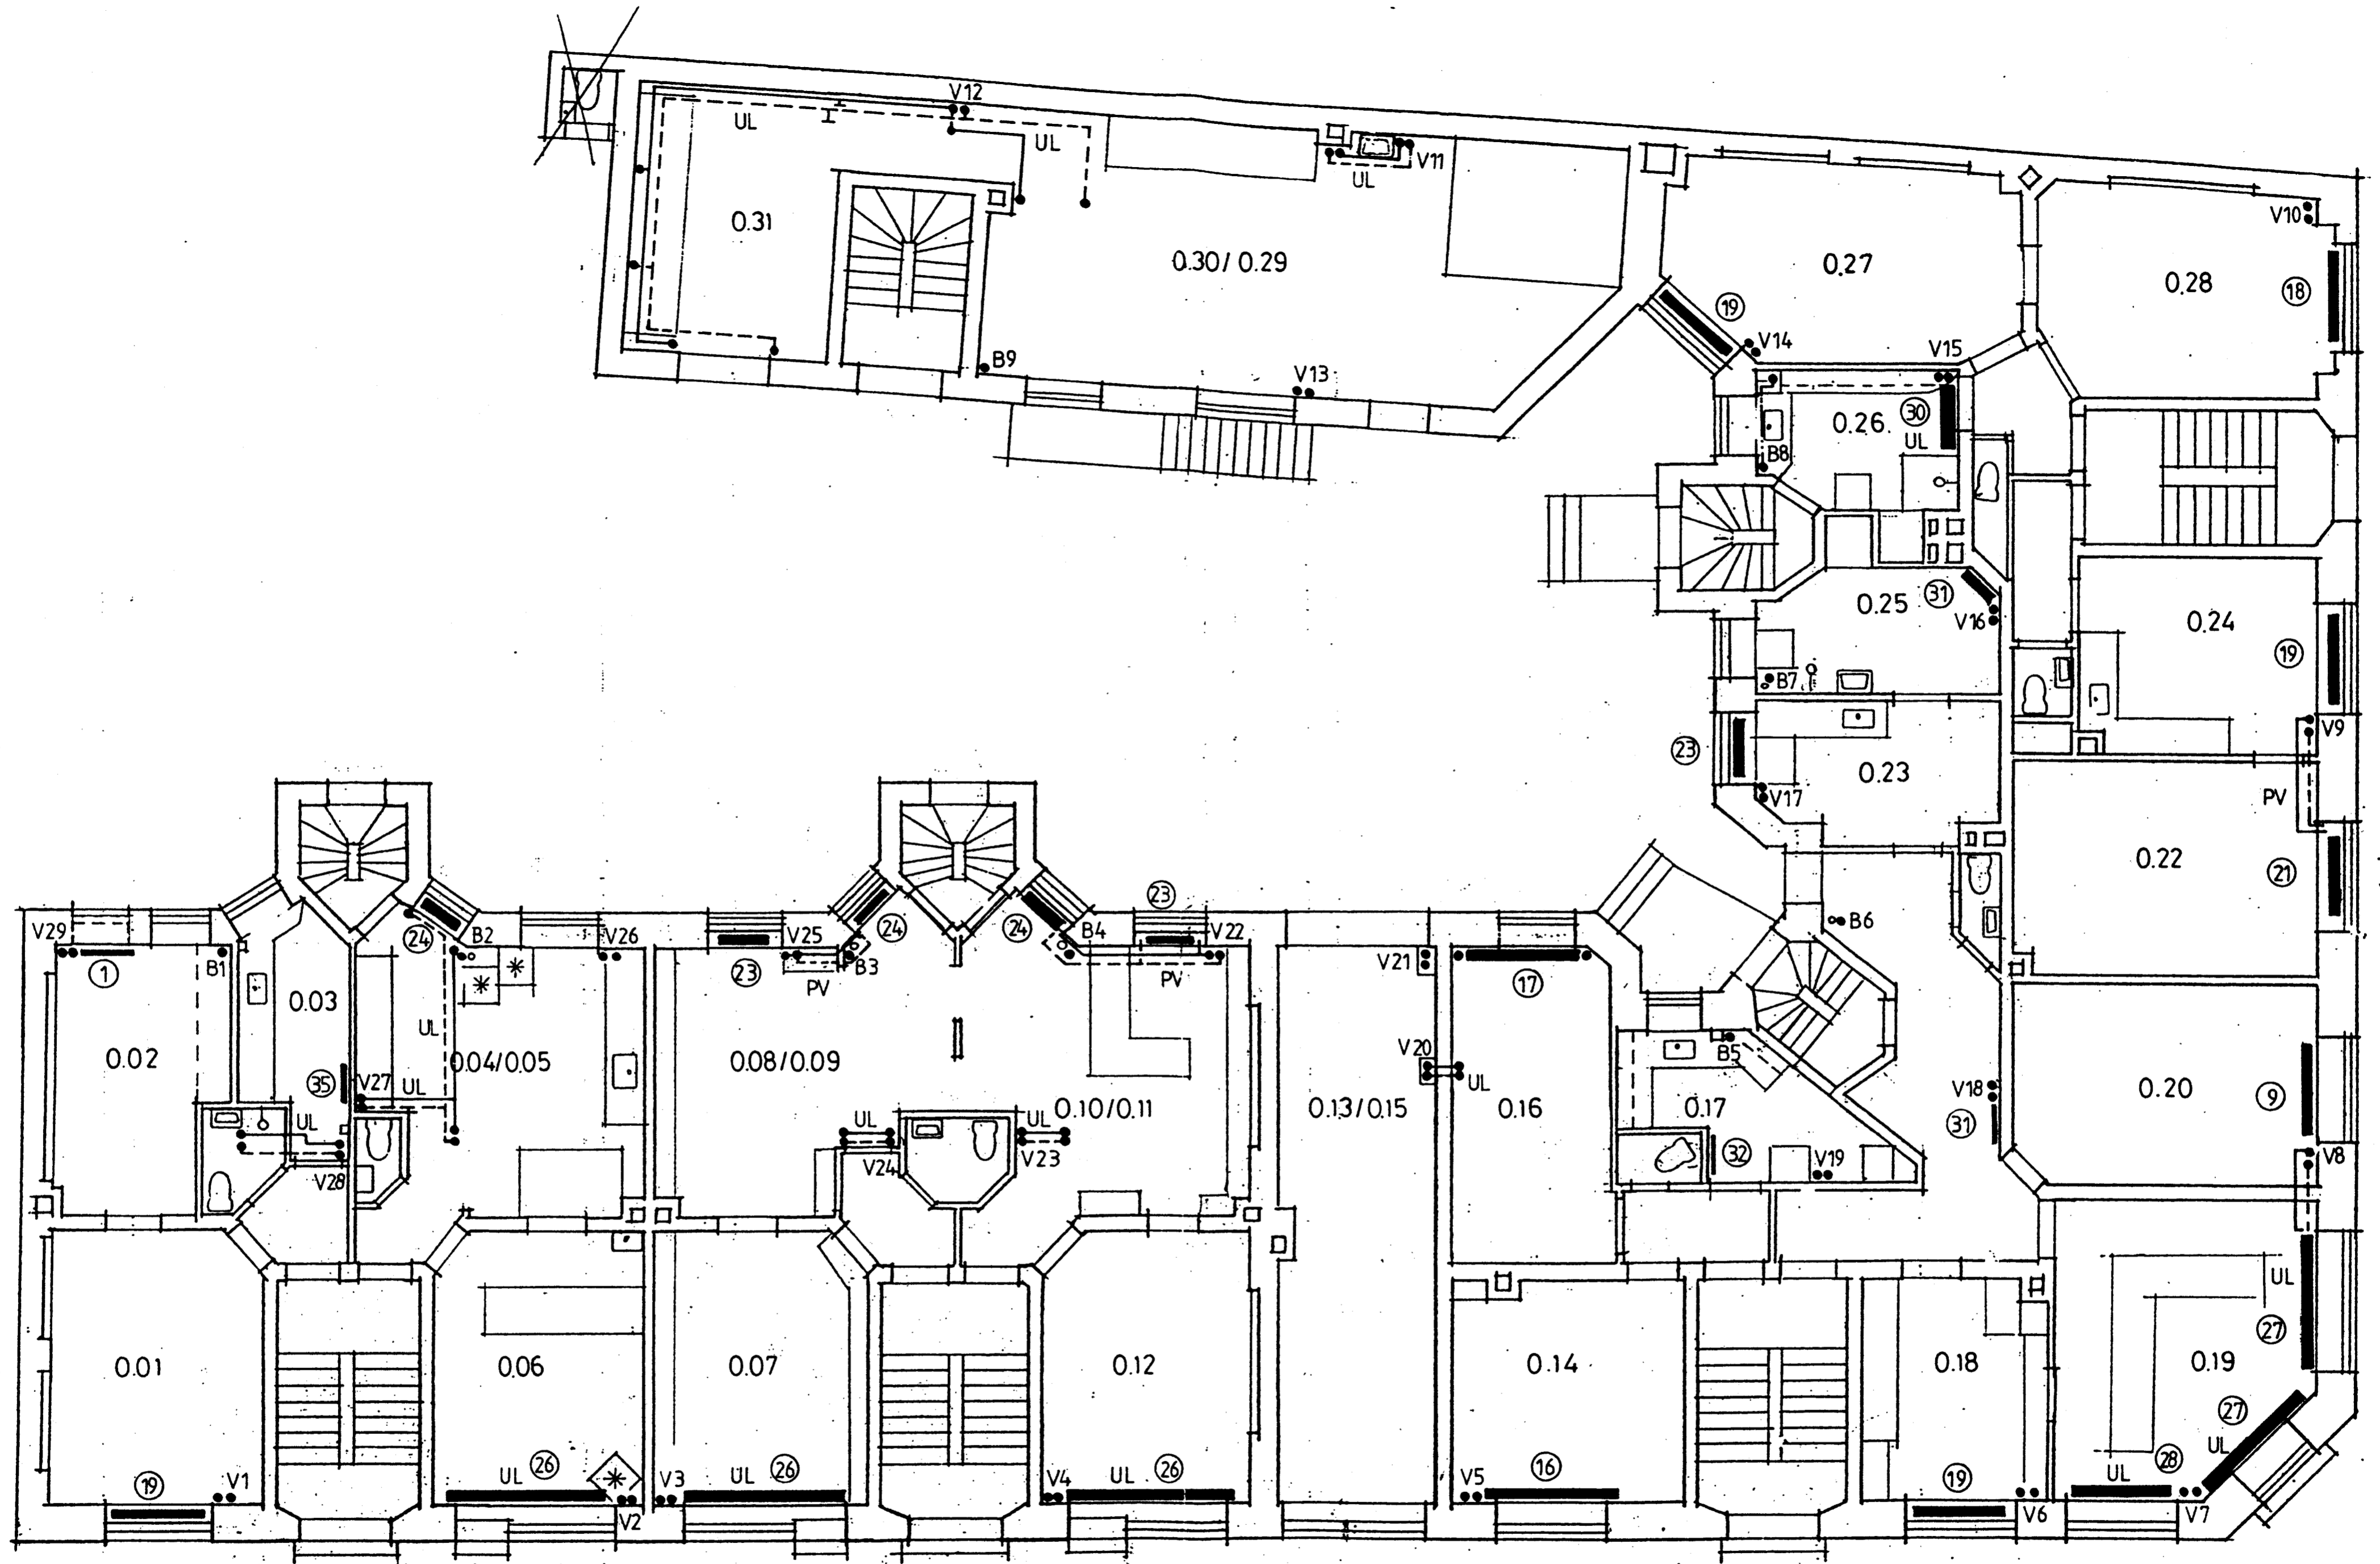 V12
UL
UL
V11
UL
V10
0.31
0.30/0.29
0.27
0.28
18
19
V14
V15
B9
V13
30
0.26
UL
B8
31
0.25
V16
0.24
19
B7
V9
23
0.23
PV
V17
0.22
21
23
24
24
B6
V29
24
B2
V26
V25
B4
V22
1
B1
23
B3
V21
17
PV
PV
0.03
UL
0.02
0.04/0.05
0.08/0.09
V20
B5
35
V27
UL
UL
V18
0.20
9
0.10/0.11
0.13/0.15
0.16
0.17
UL
UL
UL
31
V28
V24
V23
32
V19
V8
UL
27
0.01
0.06
0.07
0.12
0.14
0.18
0.19
27
UL
19
V1
UL
26
V2
V3
UL
26
V4
UL
26
V5
16
19
V6
UL
28
V7